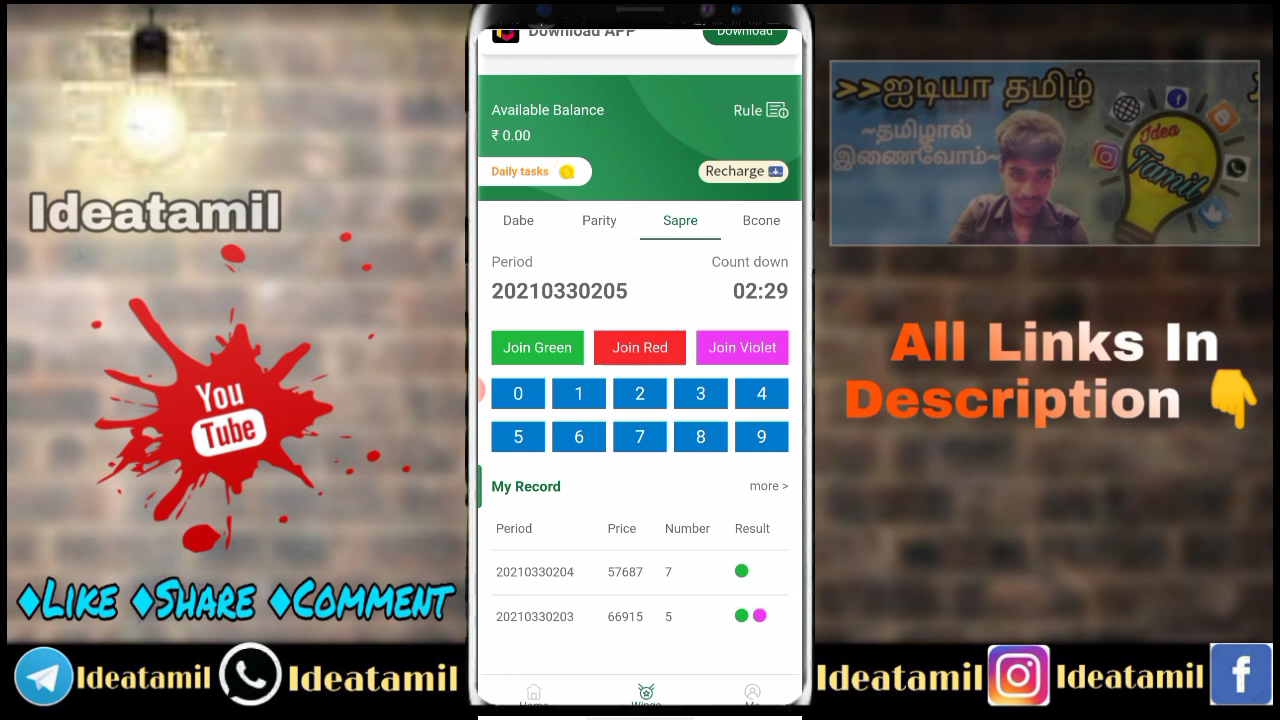 Ideatamil
You
Tube
♦LIKE ♦SHARE ♦COMMENT
Ideatamil
Ideatamil
Download APP
Download
Available Balance
Rule
₹ 0.00
Daily tasks
Recharge
Dabe Parity Sapre Bcone
Period Count down
20210330205 02:29
Join Green Join Red Join Violet
0 1 2 3 4
5 6 7 8 9
My Record more >
Period Price Number Result
20210330204 57687 7
20210330203 66915 5
>>ஐடியா தமிழ்
~தமிழால்
இணைவோம்~
Idea
Tamil
All Links In
Description 👇
Ideatamil
Ideatamil